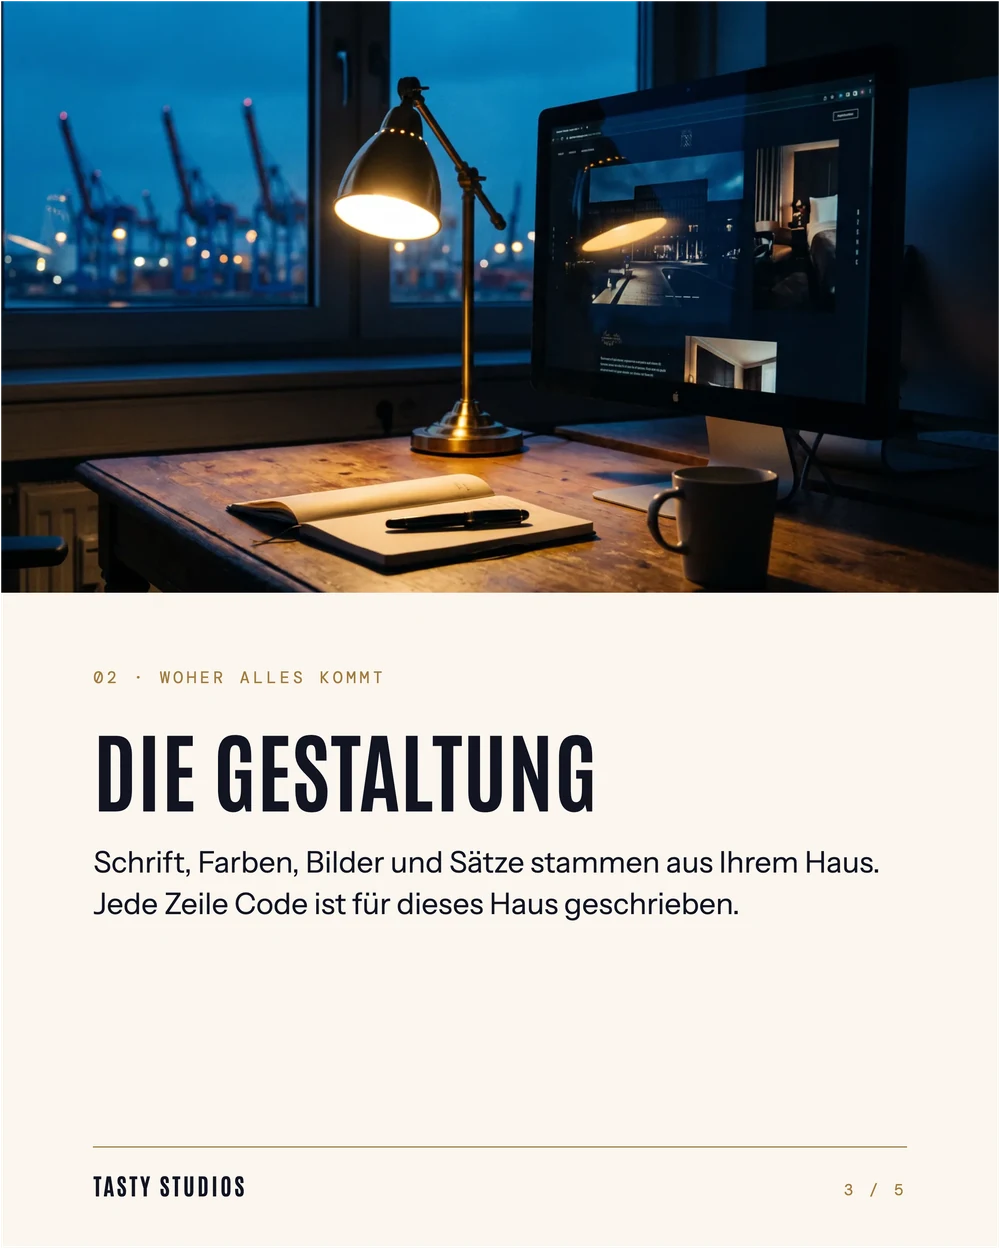 02 · WOHER ALLES KOMMT
DIE GESTALTUNG
Schrift, Farben, Bilder und Sätze stammen aus Ihrem Haus.
Jede Zeile Code ist für dieses Haus geschrieben.
TASTY STUDIOS
3 / 5